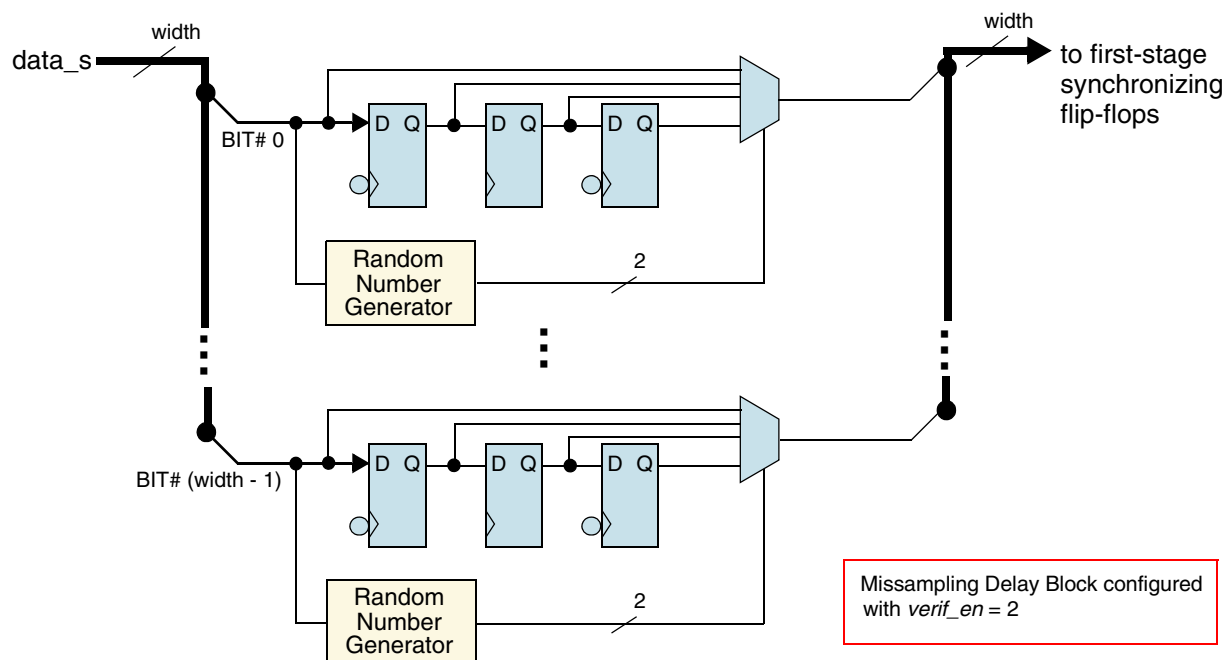 width
width
data_s
to first-stage
synchronizing
flip-flops
D Q
D Q
D Q
BIT# 0
Random
Number
Generator
2
D Q
D Q
D Q
BIT# (width - 1)
Random
Number
Generator
2
Missampling Delay Block configured
with verif_en = 2